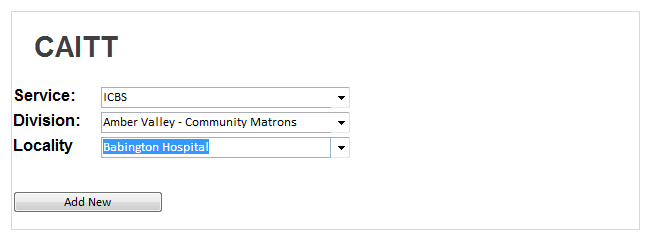 CAITT
Service: ICBS
Division: Amber Valley - Community Matrons
Locality Babington Hospital
Add New